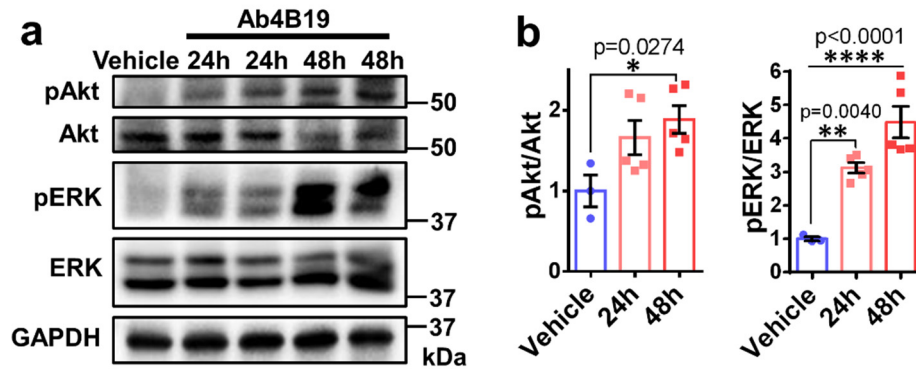 a
Ab4B19
Vehicle 24h 24h 48h 48h
pAkt
50
Akt
50
pERK
37
ERK
37
GAPDH
37
kDa
b
p=0.0274
*
pAkt/Akt
2
1
0
Vehicle
24h
48h
p<0.0001
****
p=0.0040
**
pERK/ERK
6
5
4
3
2
1
0
Vehicle
24h
48h